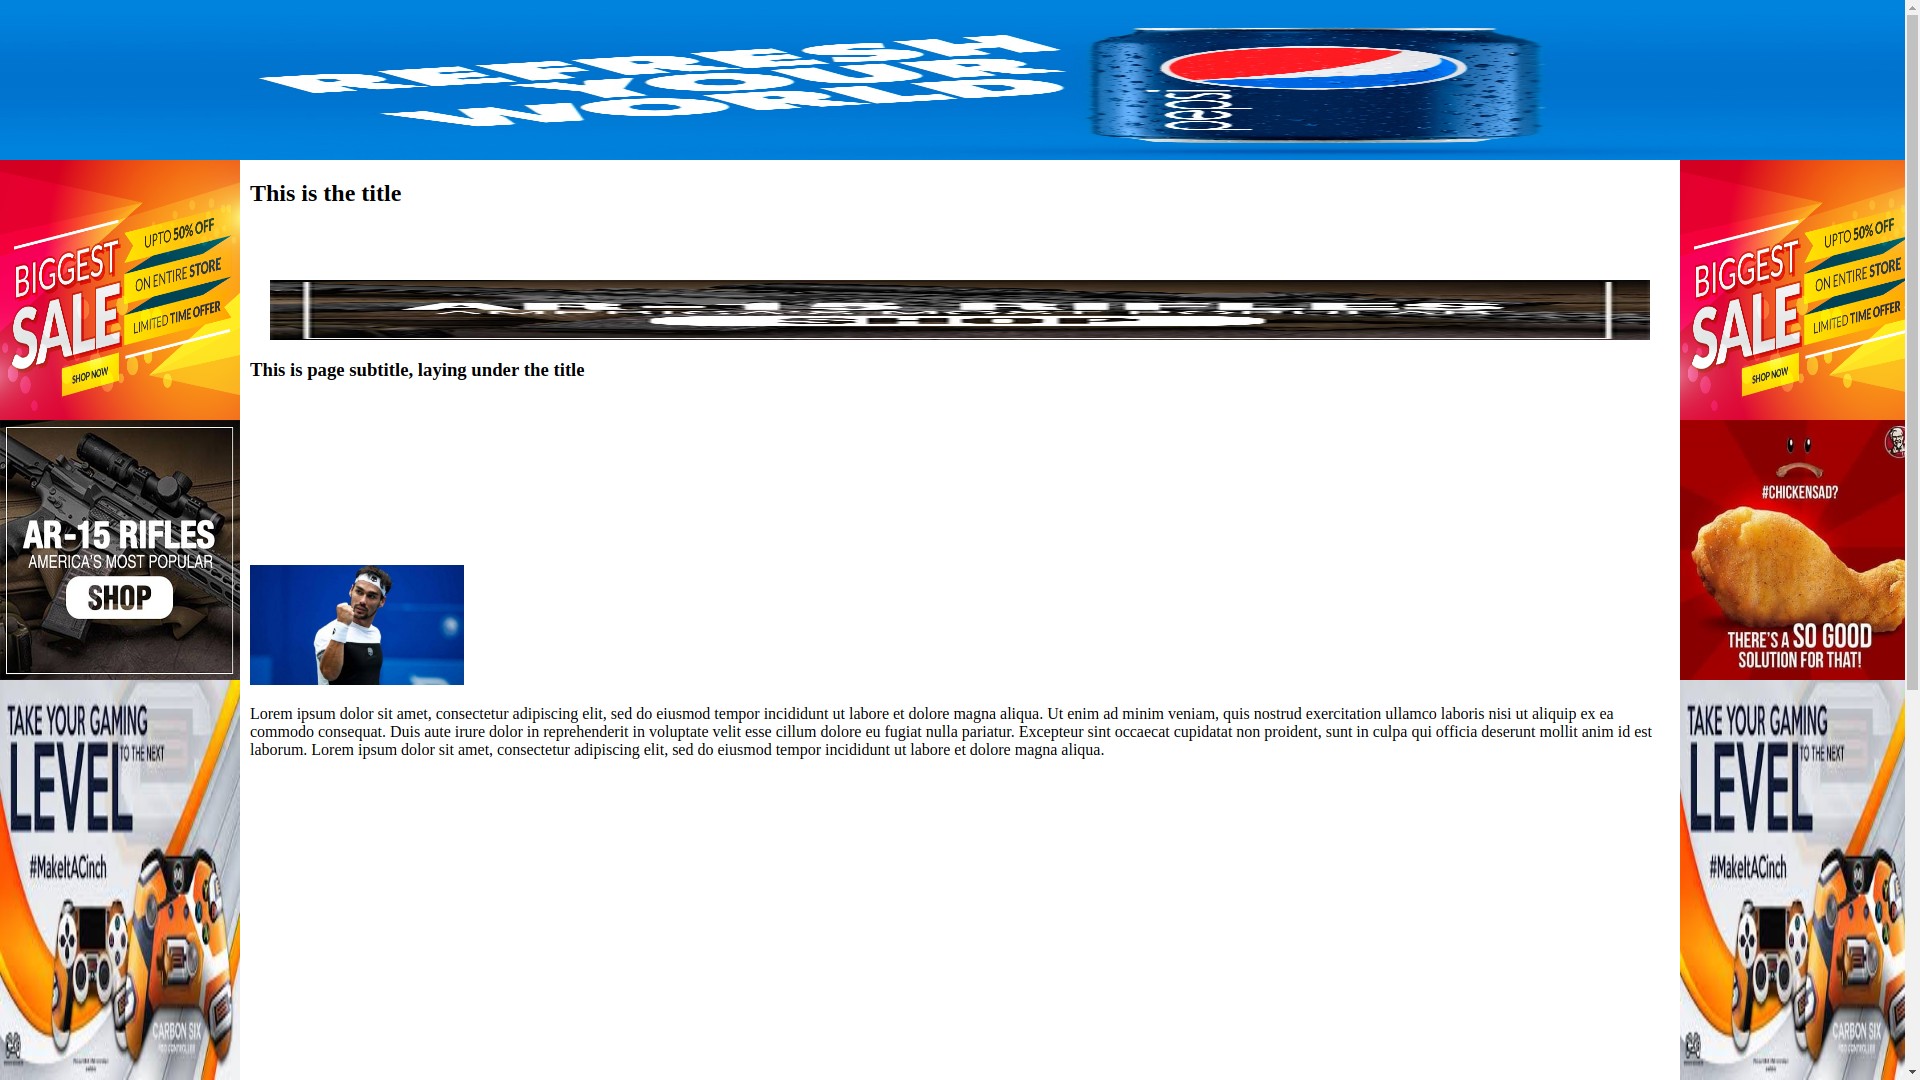 REFRESH
YOUR
WORLD
pepsi
BIGGEST
SALE
UPTO 50% OFF
ON ENTIRE STORE
LIMITED TIME OFFER
SHOP NOW
AR-15 RIFLES
AMERICA'S MOST POPULAR
SHOP
TAKE YOUR GAMING
LEVEL TO THE NEXT
#MakeItACinch
CARBON SIX
This is the title
AR-15 RIFLES
AMERICA'S MOST POPULAR
SHOP
This is page subtitle, laying under the title
Lorem ipsum dolor sit amet, consectetur adipiscing elit, sed do eiusmod tempor incididunt ut labore et dolore magna aliqua. Ut enim ad minim veniam, quis nostrud exercitation ullamco laboris nisi ut aliquip ex ea
commodo consequat. Duis aute irure dolor in reprehenderit in voluptate velit esse cillum dolore eu fugiat nulla pariatur. Excepteur sint occaecat cupidatat non proident, sunt in culpa qui officia deserunt mollit anim id est
laborum. Lorem ipsum dolor sit amet, consectetur adipiscing elit, sed do eiusmod tempor incididunt ut labore et dolore magna aliqua.
BIGGEST
SALE
UPTO 50% OFF
ON ENTIRE STORE
LIMITED TIME OFFER
SHOP NOW
#CHICKENSAD?
THERE'S A SO GOOD
SOLUTION FOR THAT!
TAKE YOUR GAMING
LEVEL TO THE NEXT
#MakeItACinch
CARBON SIX